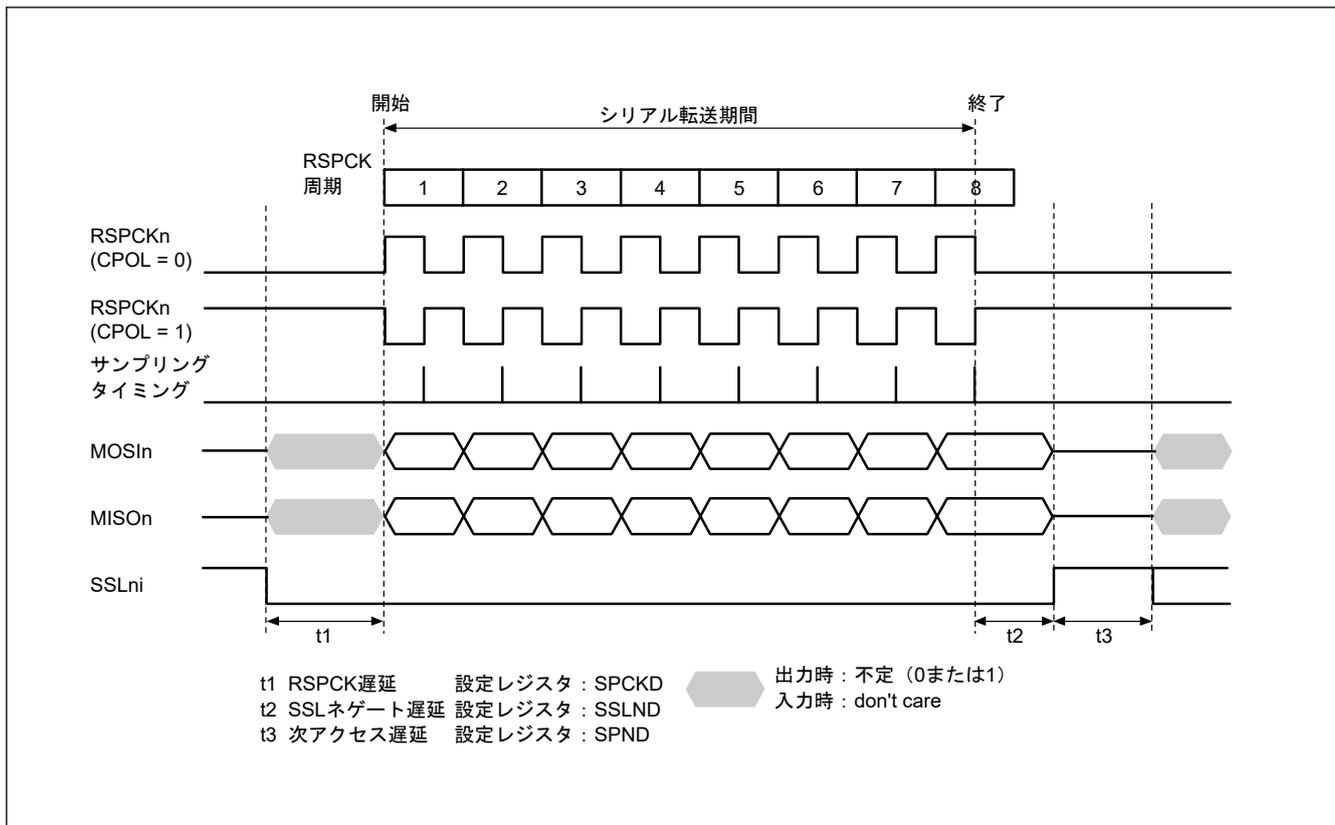 開始
終了
シリアル転送期間
RSPCK
周期
1 2 3 4 5 6 7 8
RSPCKn
(CPOL = 0)
RSPCKn
(CPOL = 1)
サンプリング
タイミング
MOSIn
MISOn
SSLni
t1 t2 t3
t1 RSPCK遅延 設定レジスタ：SPCKD
t2 SSLネゲート遅延 設定レジスタ：SSLND
t3 次アクセス遅延 設定レジスタ：SPND
出力時：不定（0または1）
入力時：don't care